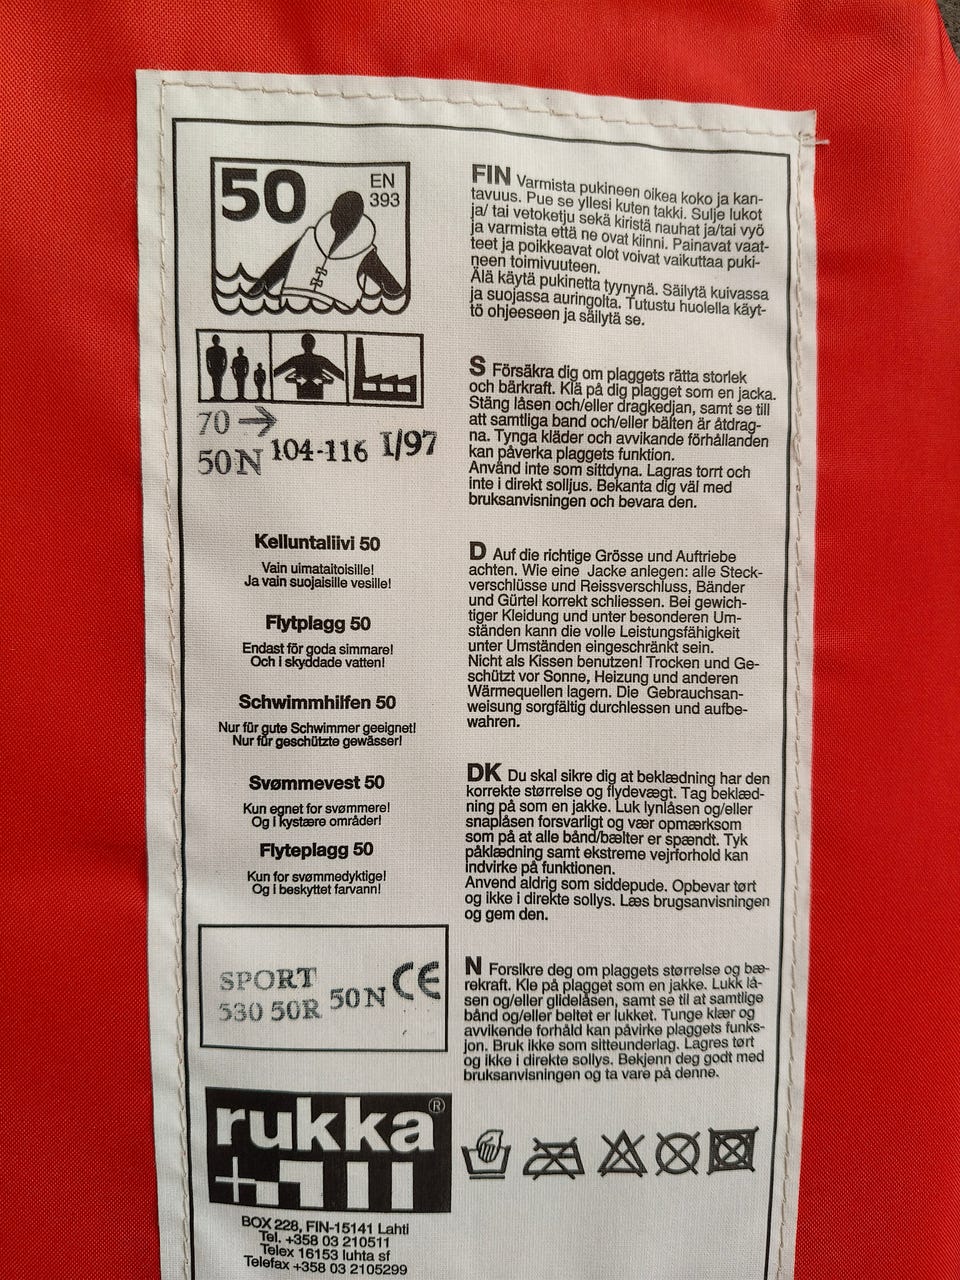 50
EN
393
70 →
50N 104-116 I/97
Kelluntaliivi 50
Vain uimataitoisille!
Ja vain suojaisille vesille!
Flytplagg 50
Endast för goda simmare!
Och i skyddade vatten!
Schwimmhilfen 50
Nur für gute Schwimmer geeignet!
Nur für geschützte gewässer!
Svømmevest 50
Kun egnet for svømmere!
Og i kystære områder!
Flyteplagg 50
Kun for svømmedyktige!
Og i beskyttet farvann!
SPORT
530 50R 50N CE
rukka®
BOX 228, FIN-15141 Lahti
Tel. +358 03 210511
Telex 16153 luhta sf
Telefax +358 03 2105299
FIN Varmista pukineen oikea koko ja kan-
tavuus. Pue se yllesi kuten takki. Sulje lukot
ja/ tai vetoketju sekä kiristä nauhat ja/tai vyö
ja varmista että ne ovat kiinni. Painavat vaat-
teet ja poikkeavat olot voivat vaikuttaa puki-
neen toimivuuteen.
Älä käytä pukinetta tyynynä. Säilytä kuivassa
ja suojassa auringolta. Tutustu huolella käyt-
tö ohjeeseen ja säilytä se.
S Försäkra dig om plaggets rätta storlek
och bärkraft. Klä på dig plagget som en jacka.
Stäng låsen och/eller dragkedjan, samt se till
att samtliga band och/eller bälten är åtdrag-
na. Tynga kläder och avvikande förhållanden
kan påverka plaggets funktion.
Använd inte som sittdyna. Lagras torrt och
inte i direkt solljus. Bekanta dig väl med
bruksanvisningen och bevara den.
D Auf die richtige Grösse und Auftriebe
achten. Wie eine Jacke anlegen: alle Steck-
verschlüsse und Reissverschluss, Bänder
und Gürtel korrekt schliessen. Bei gewich-
tiger Kleidung und unter besonderen Um-
ständen kann die volle Leistungsfähigkeit
unter Umständen eingeschränkt sein.
Nicht als Kissen benutzen! Trocken und Ge-
schützt vor Sonne, Heizung und anderen
Wärmequellen lagern. Die Gebrauchsan-
weisung sorgfältig durchlessen und aufbe-
wahren.
DK Du skal sikre dig at beklædning har den
korrekte størrelse og flydevægt. Tag beklæd-
ning på som en jakke. Luk lynlåsen og/eller
snaplåsen forsvarligt og vær opmærksom
som på at alle bånd/bælter er spændt. Tyk
påklædning samt ekstreme vejrforhold kan
indvirke på funktionen.
Anvend aldrig som siddepude. Opbevar tørt
og ikke i direkte sollys. Læs brugsanvisningen
og gem den.
N Forsikre deg om plaggets størrelse og bæ-
rekraft. Kle på plagget som en jakke. Lukk lå-
sen og/eller glidelåsen, samt se til at samtlige
bånd og/eller beltet er lukket. Tunge klær og
avvikende forhåld kan påvirke plaggets funks-
jon. Bruk ikke som sitteunderlag. Lagres tørt
og ikke i direkte sollys. Bekjenn deg godt med
bruksanvisningen og ta vare på denne.